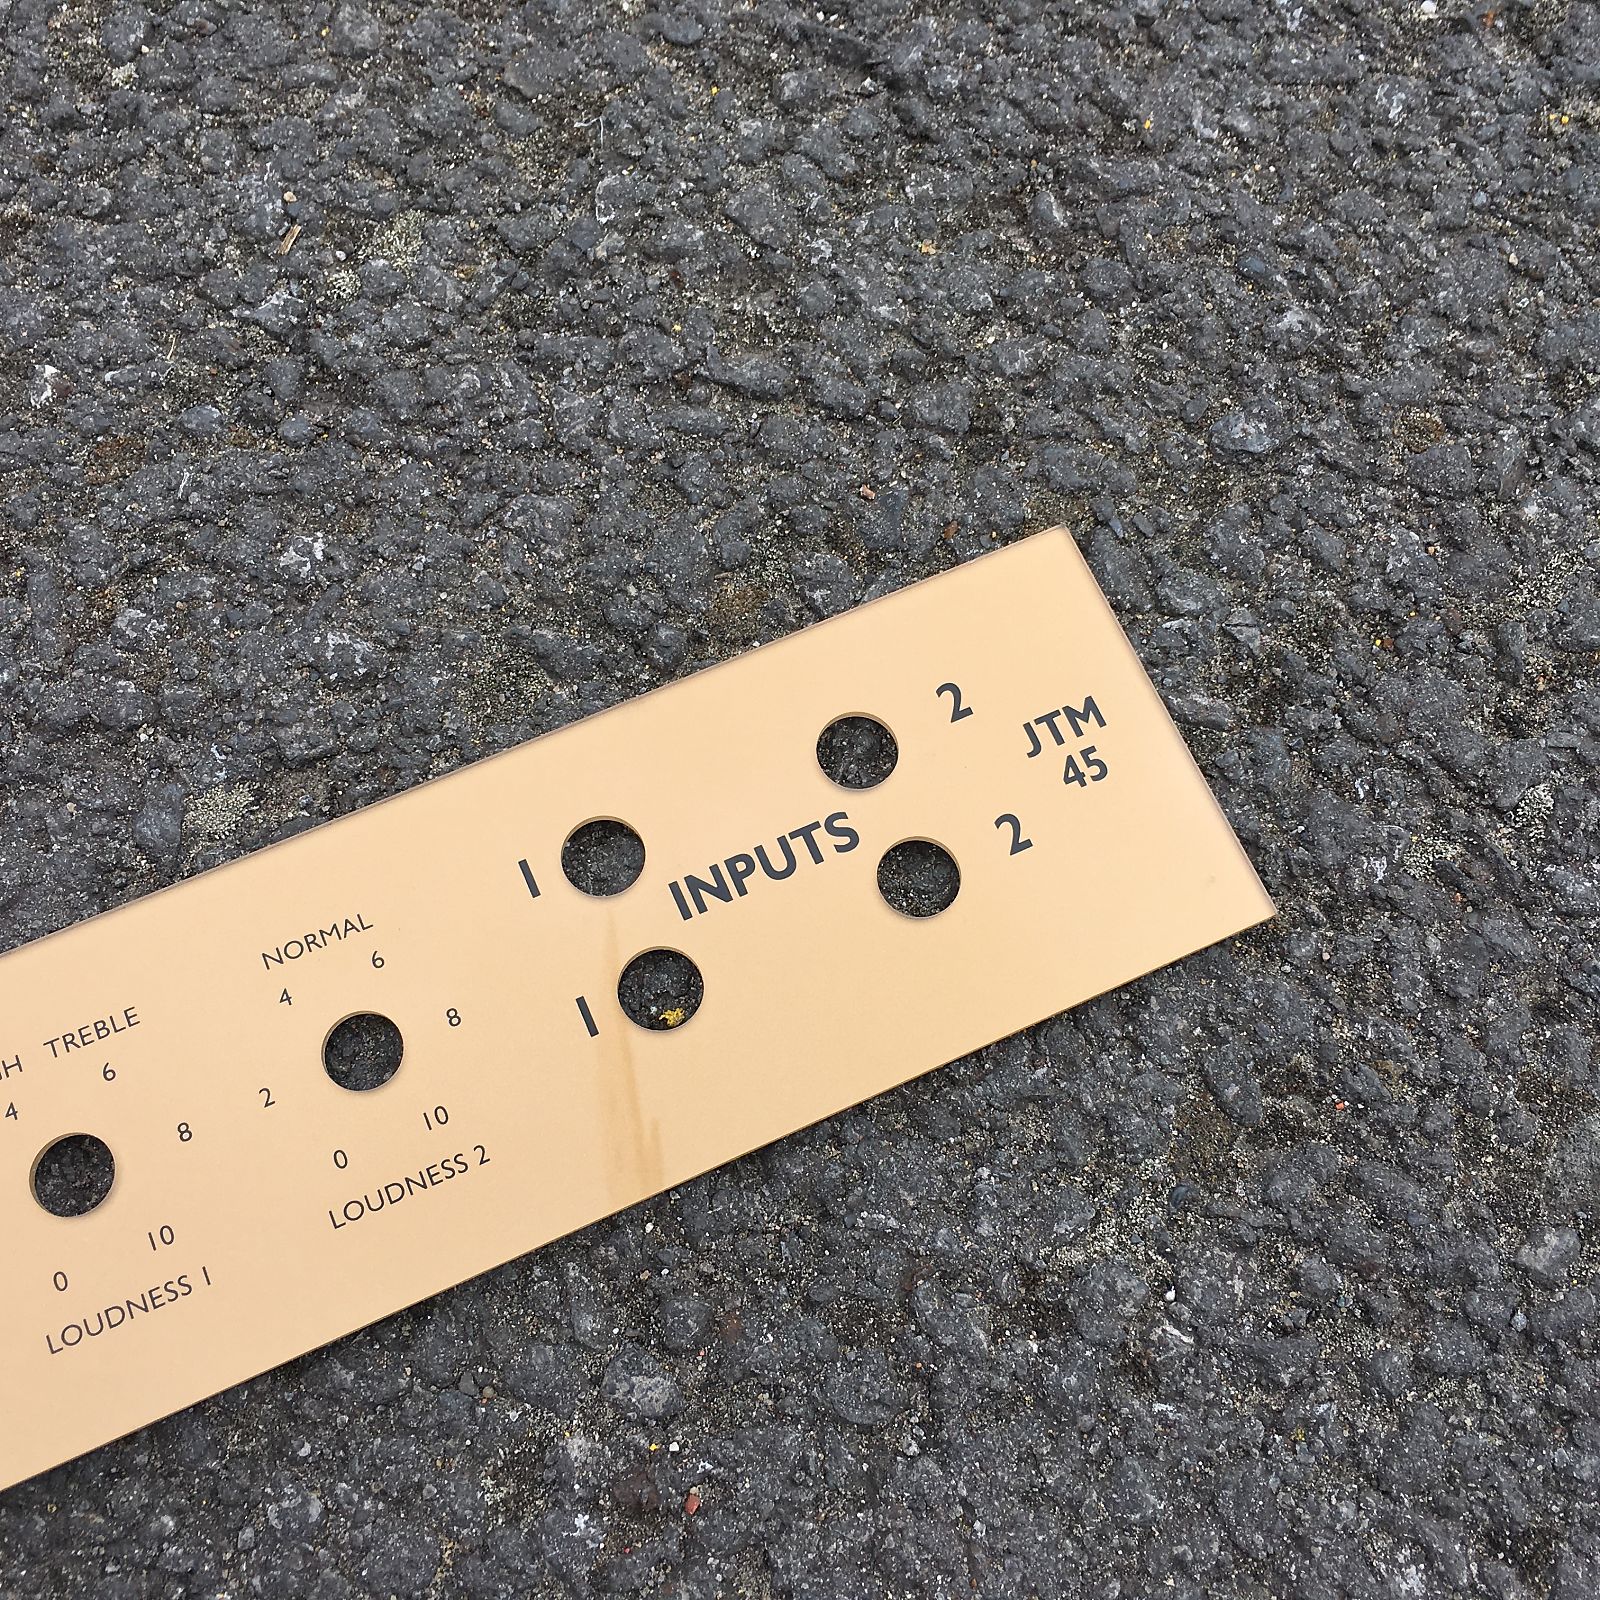 JTM
45
2
2
INPUTS
I
I
NORMAL
4 6
2 8
0 10
LOUDNESS 2
TREBLE
4 6
8
0 10
LOUDNESS I